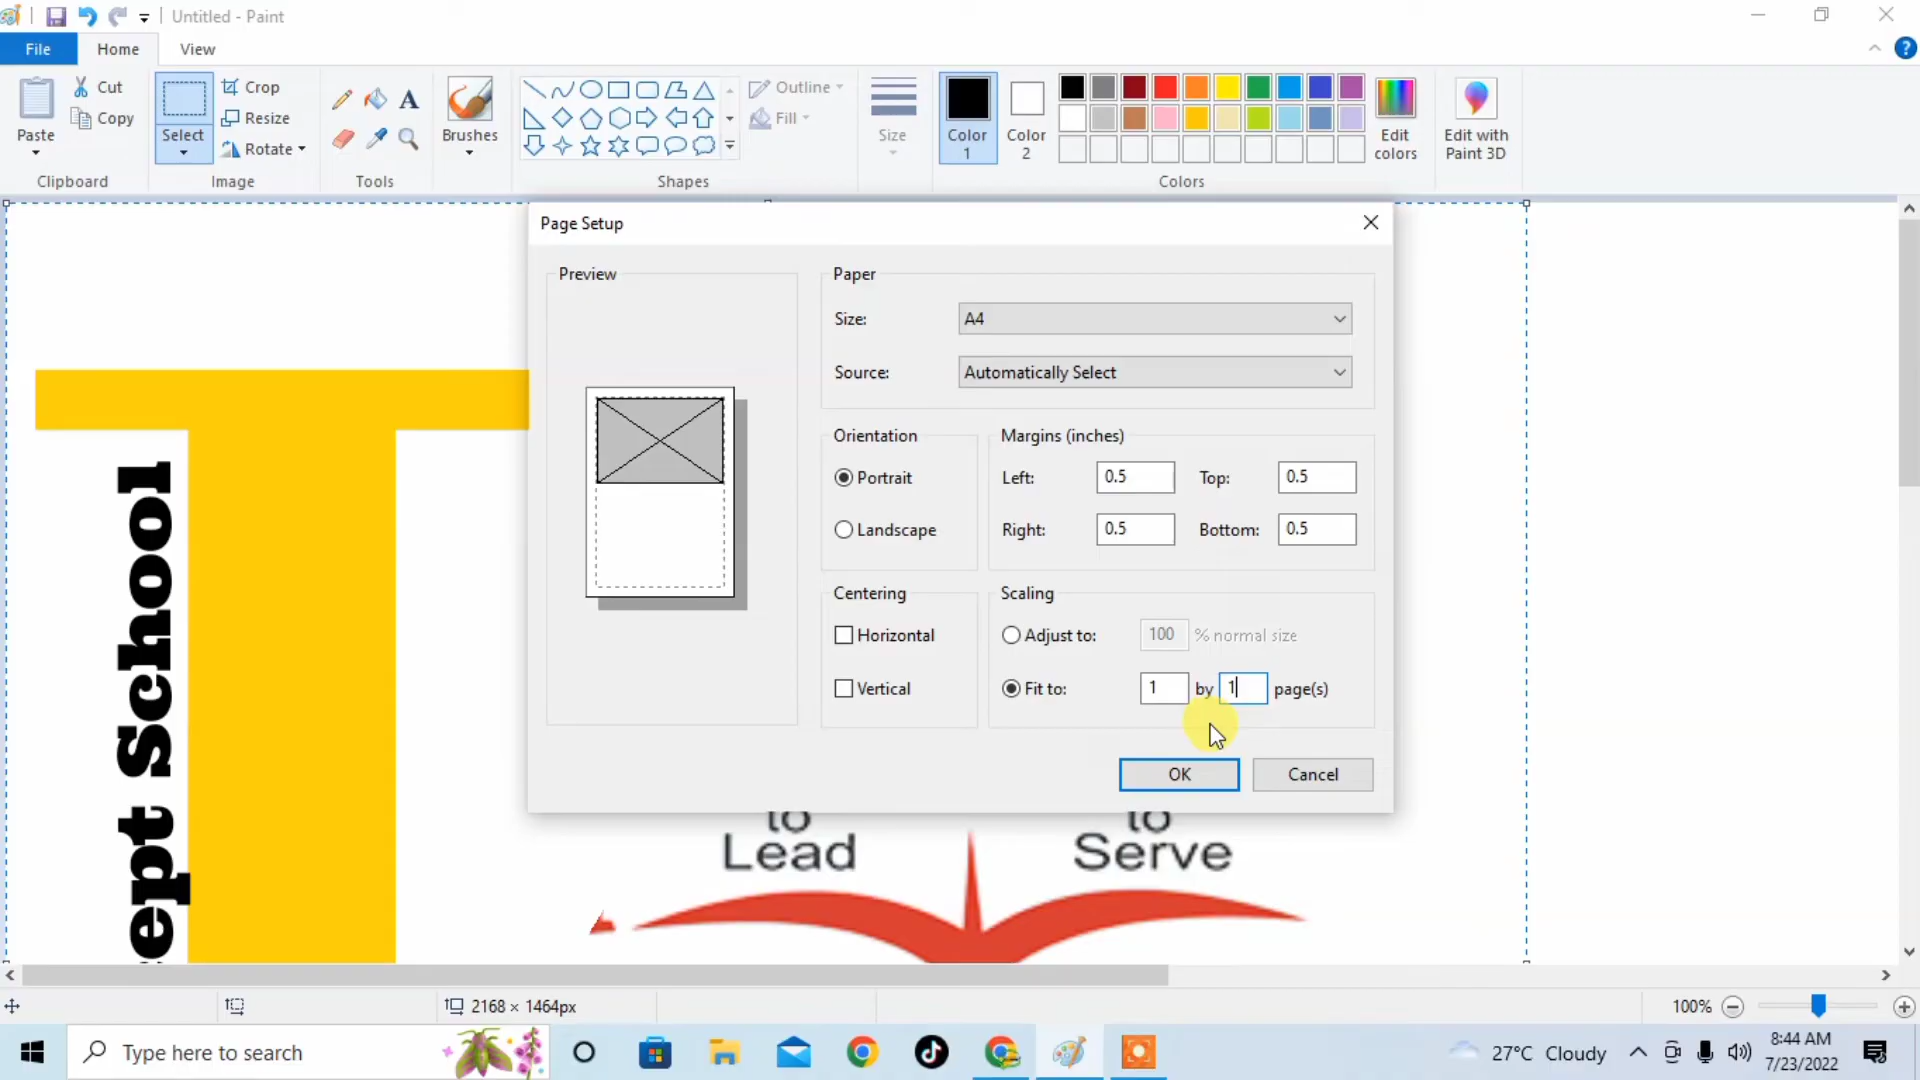 Untitled - Paint
File Home View
Paste
Cut
Copy
Clipboard
Select
Crop
Resize
Rotate
Image
A
Tools
Brushes
Shapes
Outline
Fill
Size
Color
1
Color
2
Edit
colors
Colors
Edit with
Paint 3D
?
Page Setup
Preview
Paper
Size: A4
Source: Automatically Select
Orientation
Portrait
Landscape
Margins (inches)
Left: 0.5 Top: 0.5
Right: 0.5 Bottom: 0.5
Centering
Horizontal
Vertical
Scaling
Adjust to: 100 % normal size
Fit to: 1 by 1 page(s)
OK Cancel
ept School
to
Lead
to
Serve
2168 × 1464px
100%
Type here to search
27°C Cloudy
8:44 AM
7/23/2022